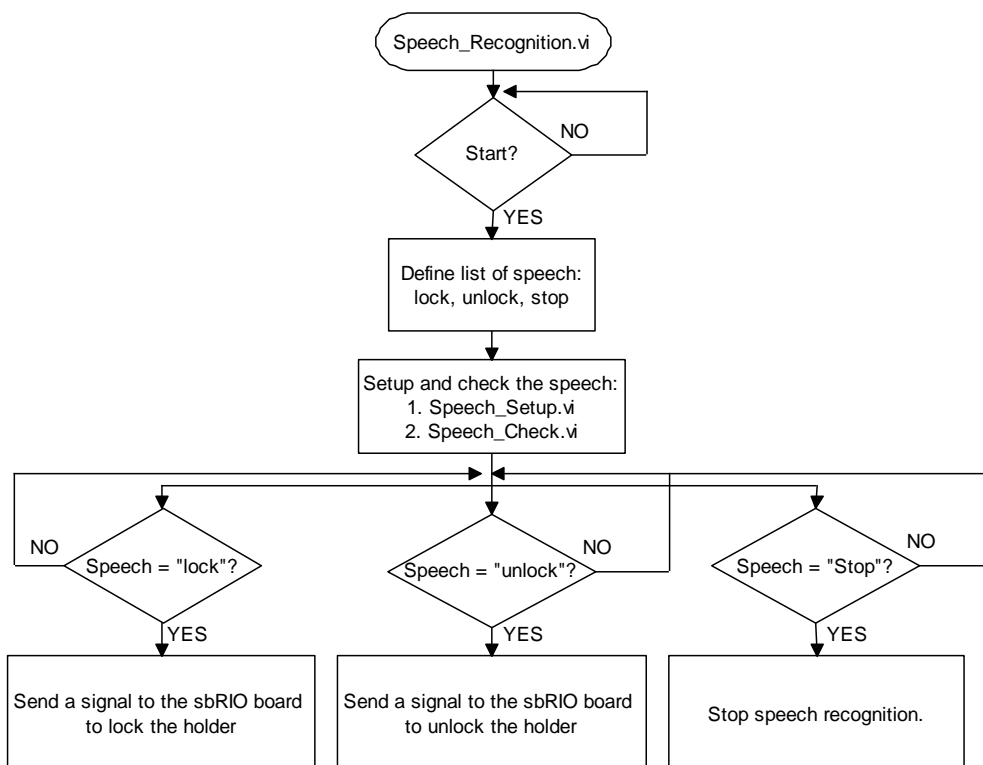 Speech_Recognition.vi
NO
Start?
YES
Define list of speech:
lock, unlock, stop
Setup and check the speech:
1. Speech_Setup.vi
2. Speech_Check.vi
NO
Speech = "lock"?
YES
NO
Speech = "unlock"?
YES
NO
Speech = "Stop"?
YES
Send a signal to the sbRIO board
to lock the holder
Send a signal to the sbRIO board
to unlock the holder
Stop speech recognition.